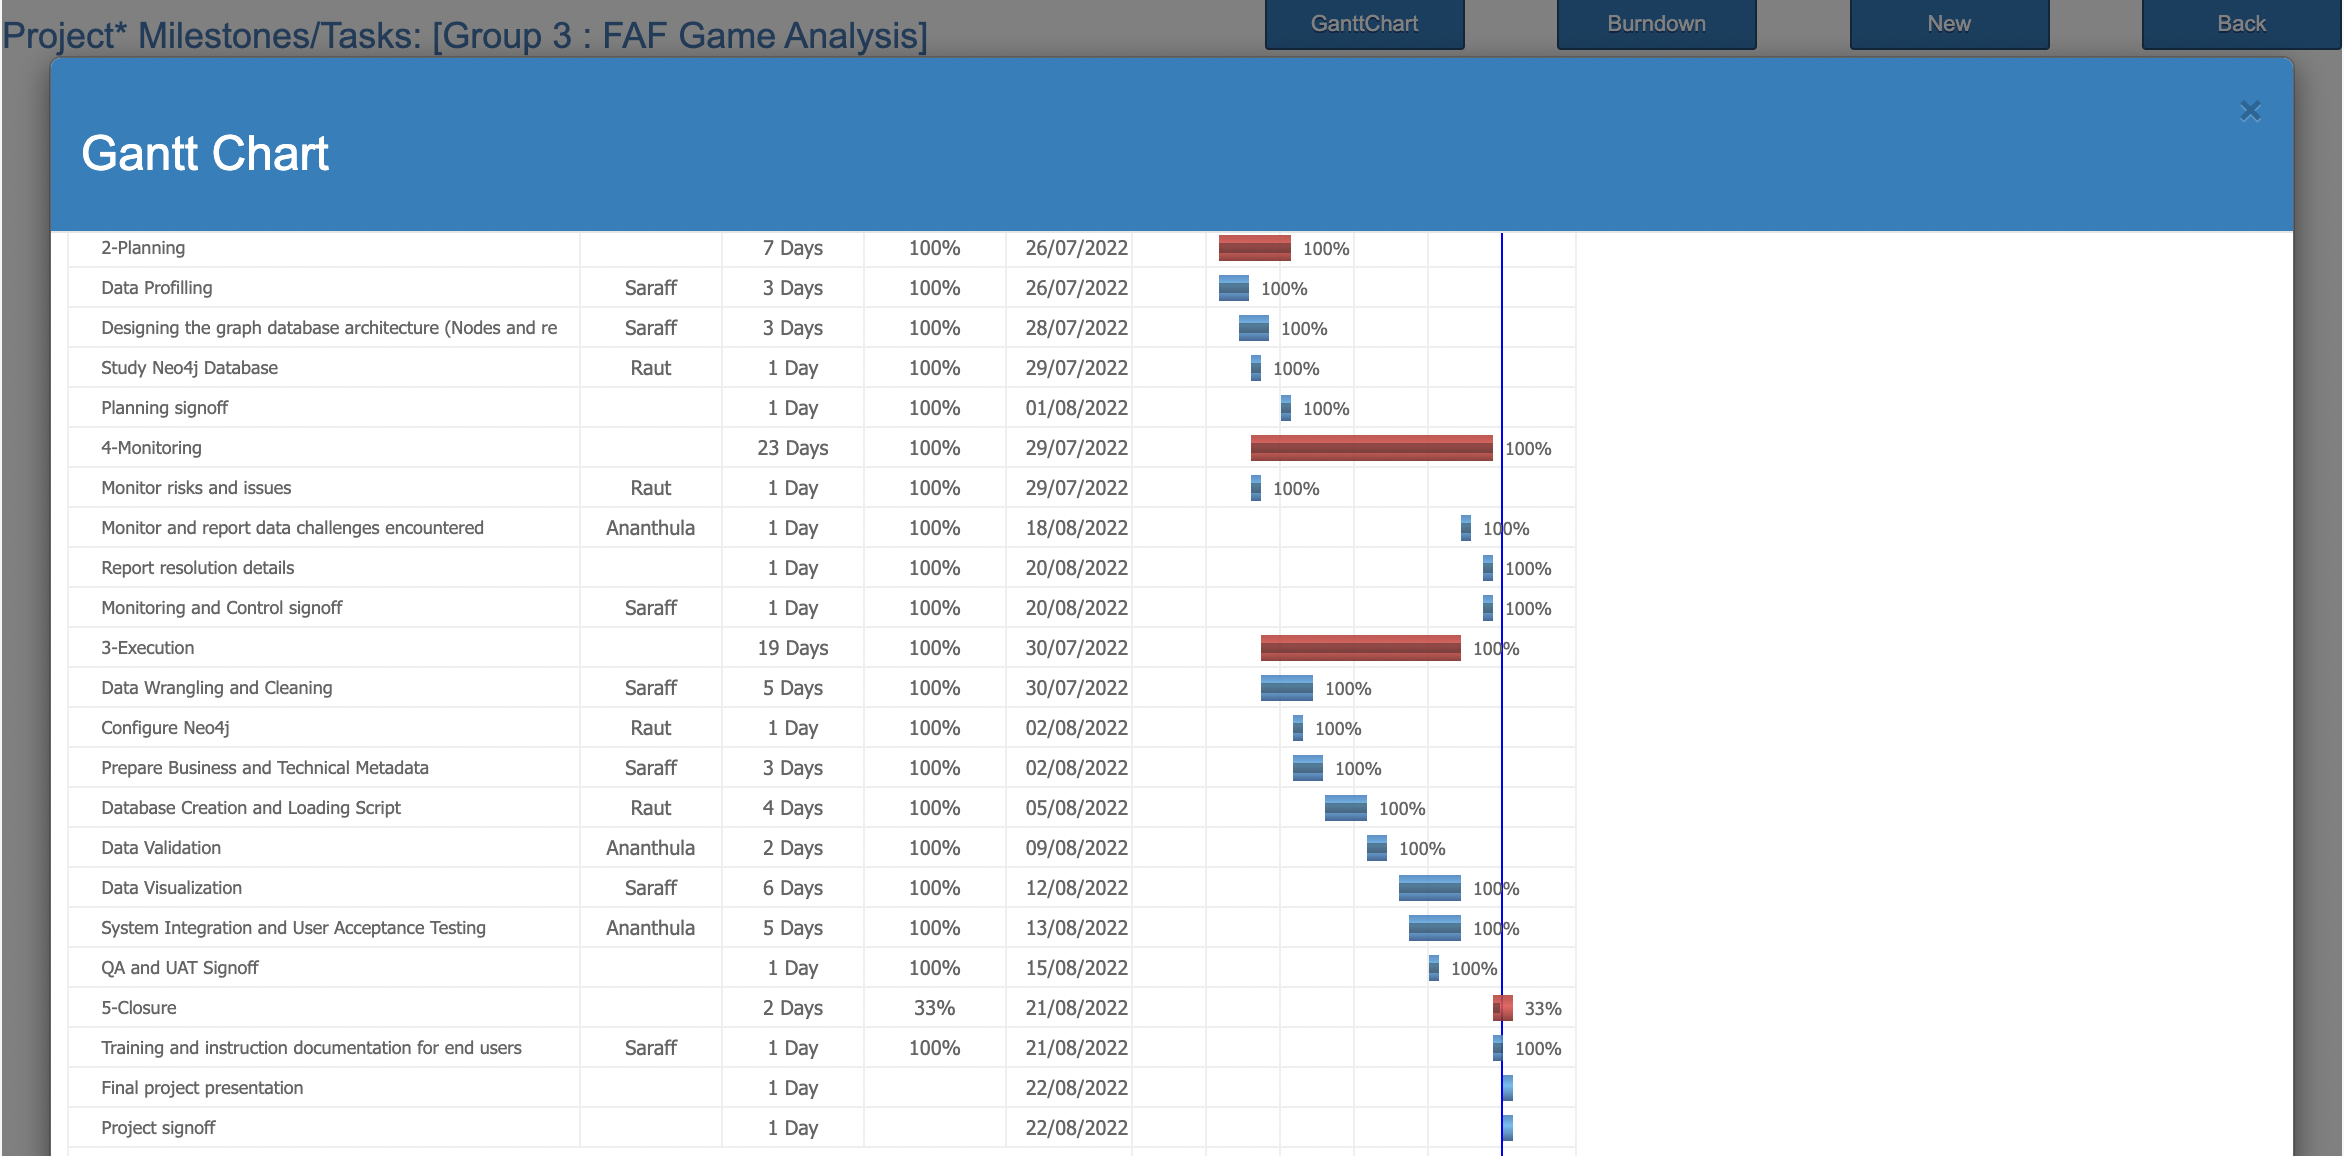 Project* Milestones/Tasks: [Group 3 : FAF Game Analysis] GanttChart Burndown New Back
×
Gantt Chart
2-Planning 7 Days 100% 26/07/2022 100%
Data Profilling Saraff 3 Days 100% 26/07/2022 100%
Designing the graph database architecture (Nodes and re Saraff 3 Days 100% 28/07/2022 100%
Study Neo4j Database Raut 1 Day 100% 29/07/2022 100%
Planning signoff 1 Day 100% 01/08/2022 100%
4-Monitoring 23 Days 100% 29/07/2022 100%
Monitor risks and issues Raut 1 Day 100% 29/07/2022 100%
Monitor and report data challenges encountered Ananthula 1 Day 100% 18/08/2022 100%
Report resolution details 1 Day 100% 20/08/2022 100%
Monitoring and Control signoff Saraff 1 Day 100% 20/08/2022 100%
3-Execution 19 Days 100% 30/07/2022 100%
Data Wrangling and Cleaning Saraff 5 Days 100% 30/07/2022 100%
Configure Neo4j Raut 1 Day 100% 02/08/2022 100%
Prepare Business and Technical Metadata Saraff 3 Days 100% 02/08/2022 100%
Database Creation and Loading Script Raut 4 Days 100% 05/08/2022 100%
Data Validation Ananthula 2 Days 100% 09/08/2022 100%
Data Visualization Saraff 6 Days 100% 12/08/2022 100%
System Integration and User Acceptance Testing Ananthula 5 Days 100% 13/08/2022 100%
QA and UAT Signoff 1 Day 100% 15/08/2022 100%
5-Closure 2 Days 33% 21/08/2022 33%
Training and instruction documentation for end users Saraff 1 Day 100% 21/08/2022 100%
Final project presentation 1 Day 22/08/2022
Project signoff 1 Day 22/08/2022